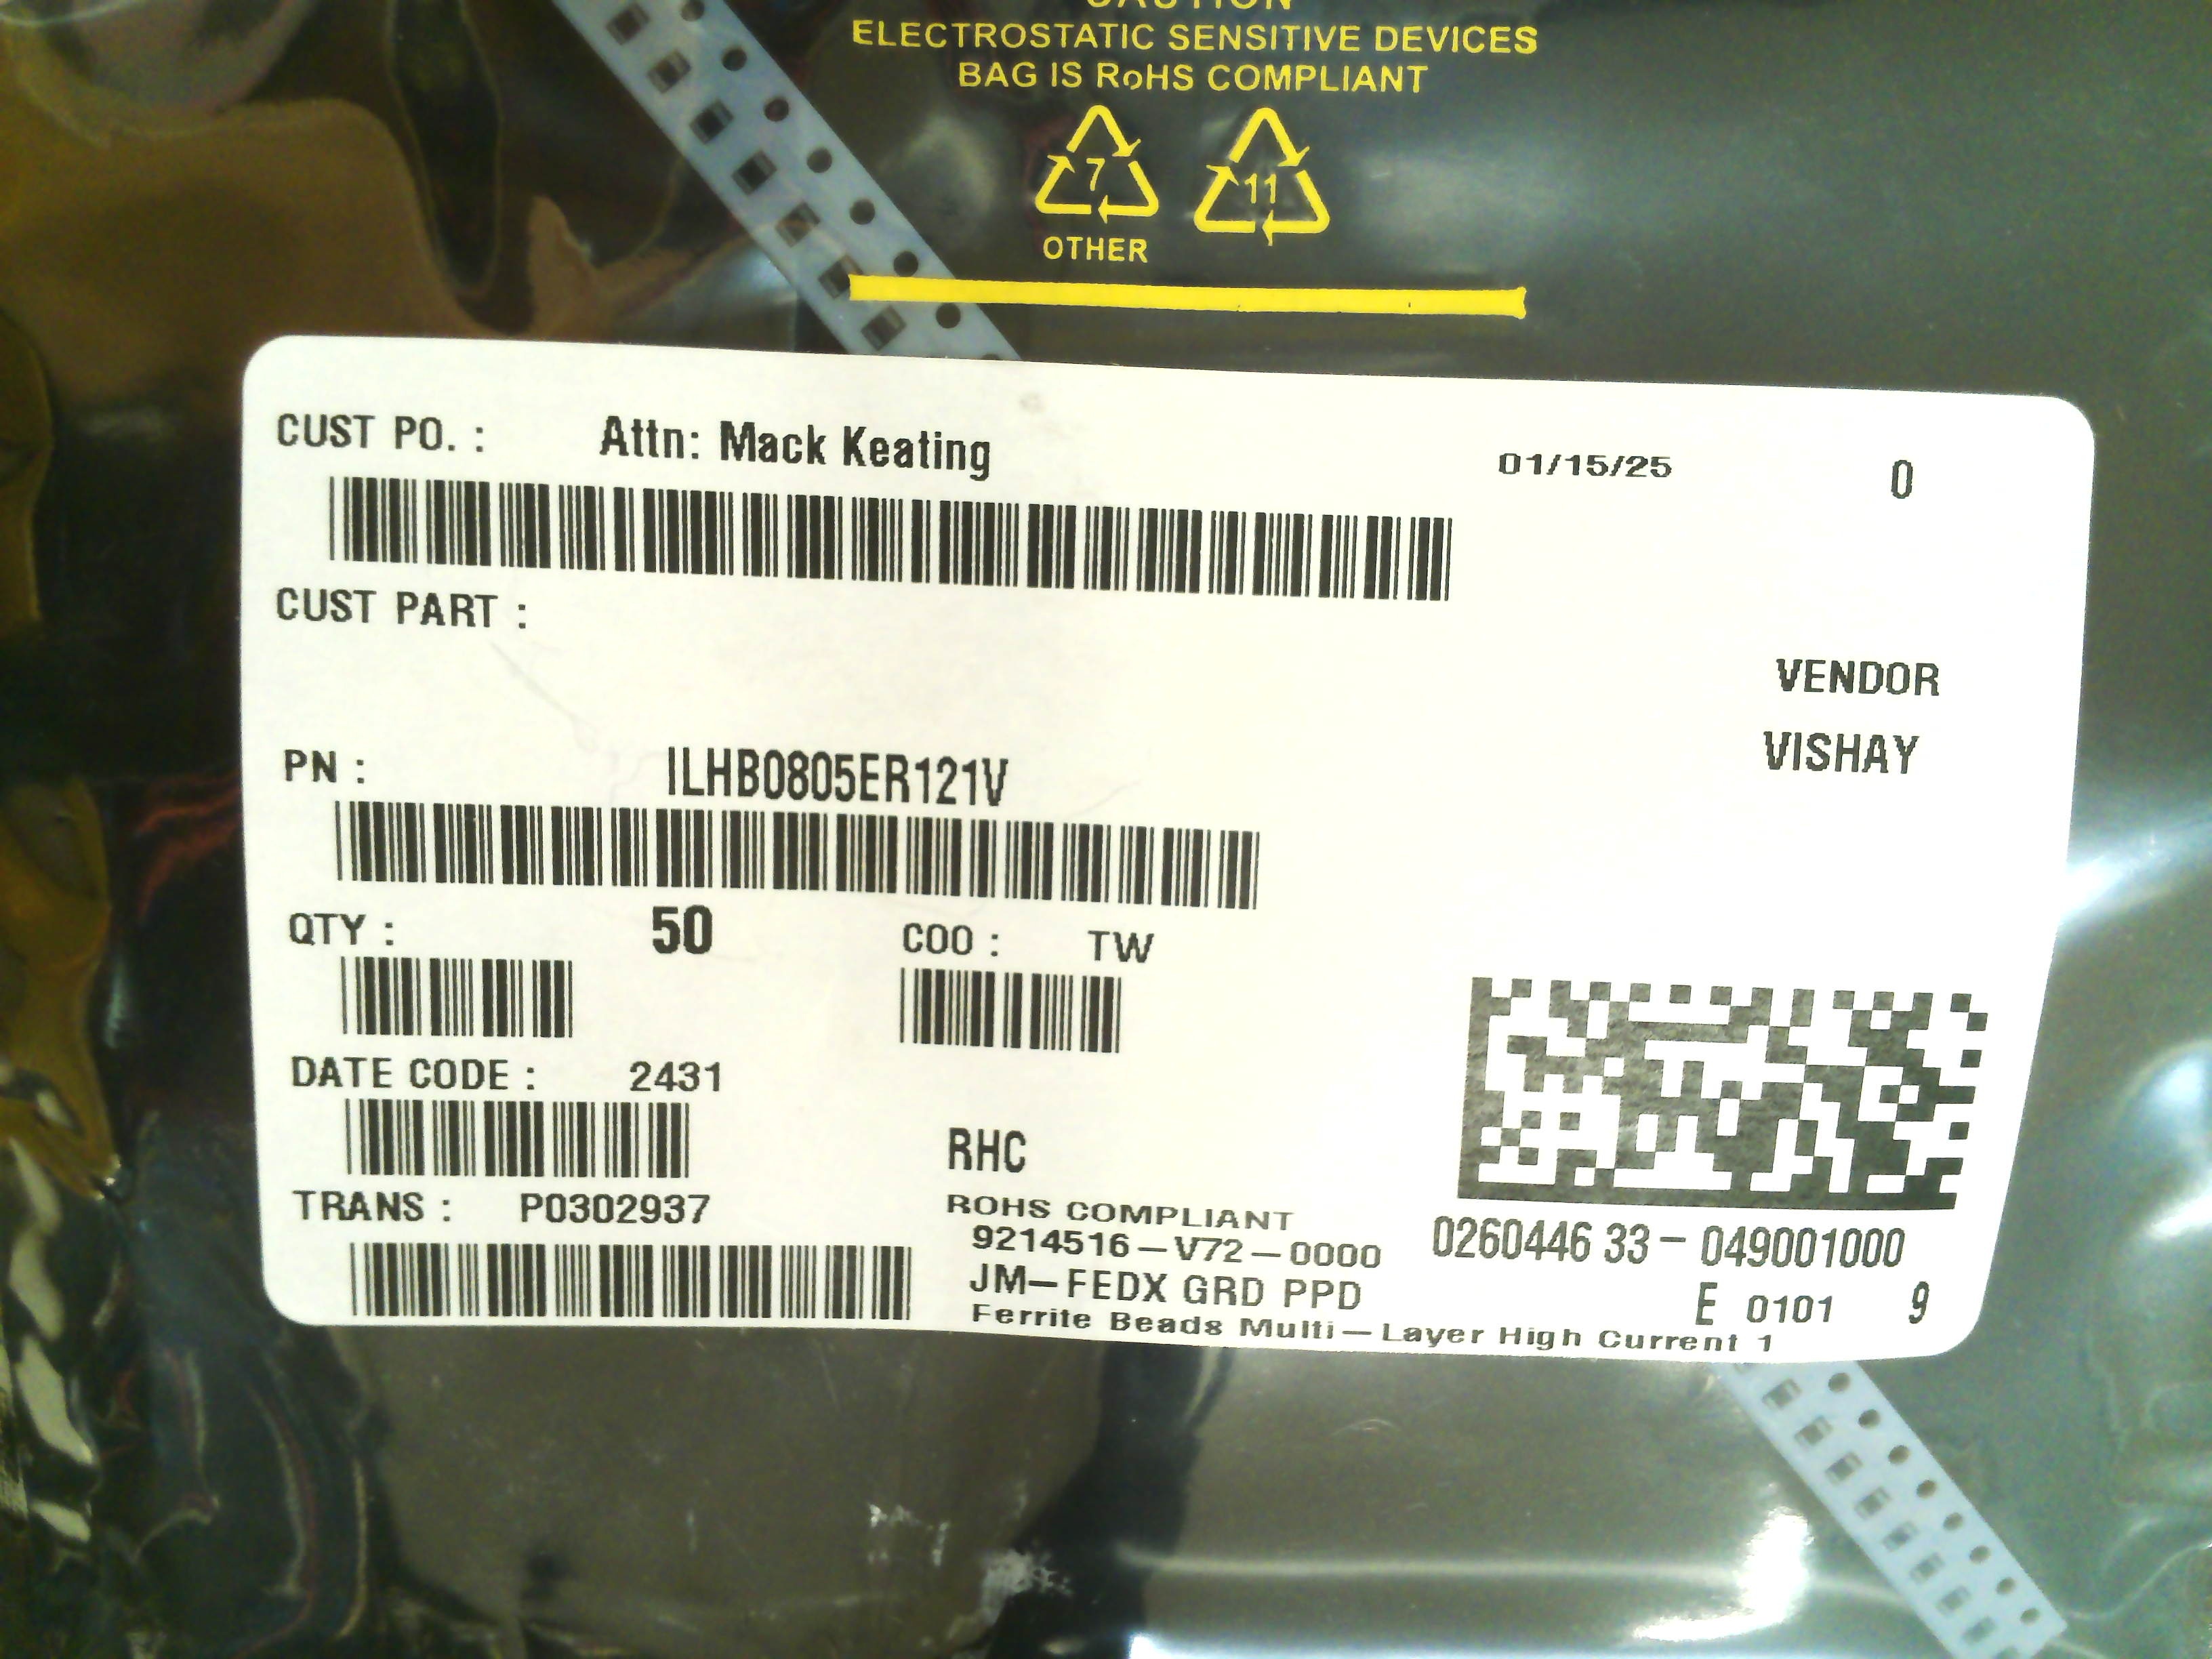 CAUTION
ELECTROSTATIC SENSITIVE DEVICES
BAG IS RoHS COMPLIANT
7 11
OTHER
CUST PO. : Attn: Mack Keating 01/15/25 0
CUST PART :
VENDOR
VISHAY
PN : ILHB0805ER121V
QTY : 50 COO : TW
DATE CODE : 2431
RHC
TRANS : P0302937
ROHS COMPLIANT
9214516-V72-0000
JM-FEDX GRD PPD
Ferrite Beads Multi-Layer High Current 1
0260446 33- 049001000
E 0101 9